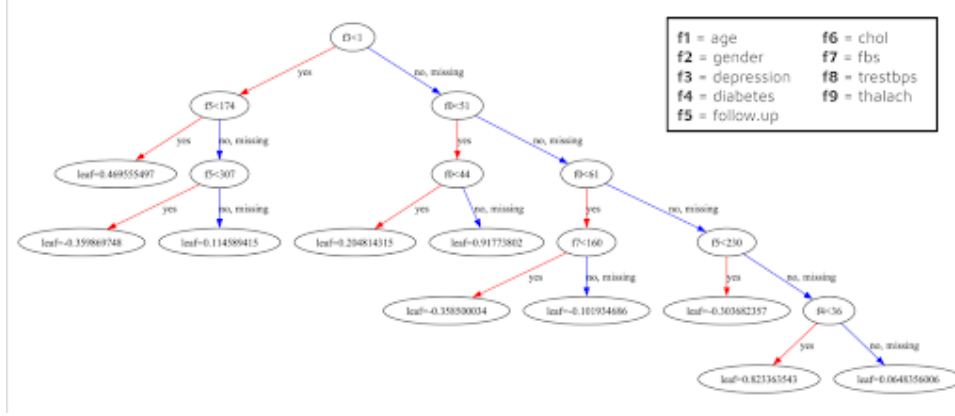 f3<1
yes
no, missing
f5<174
f0<51
yes
no, missing
yes
no, missing
leaf=0.469555497
f5<307
f0<44
f0<61
yes
no, missing
yes
no, missing
yes
no, missing
leaf=-0.359869748
leaf=0.114589415
leaf=0.204814315
leaf=0.91773802
f7<160
f5<230
yes
no, missing
yes
no, missing
leaf=-0.358500034
leaf=-0.101934686
leaf=-0.303682357
f4<36
yes
no, missing
leaf=0.823363543
leaf=0.0648356006
f1 = age
f2 = gender
f3 = depression
f4 = diabetes
f5 = follow.up
f6 = chol
f7 = fbs
f8 = trestbps
f9 = thalach